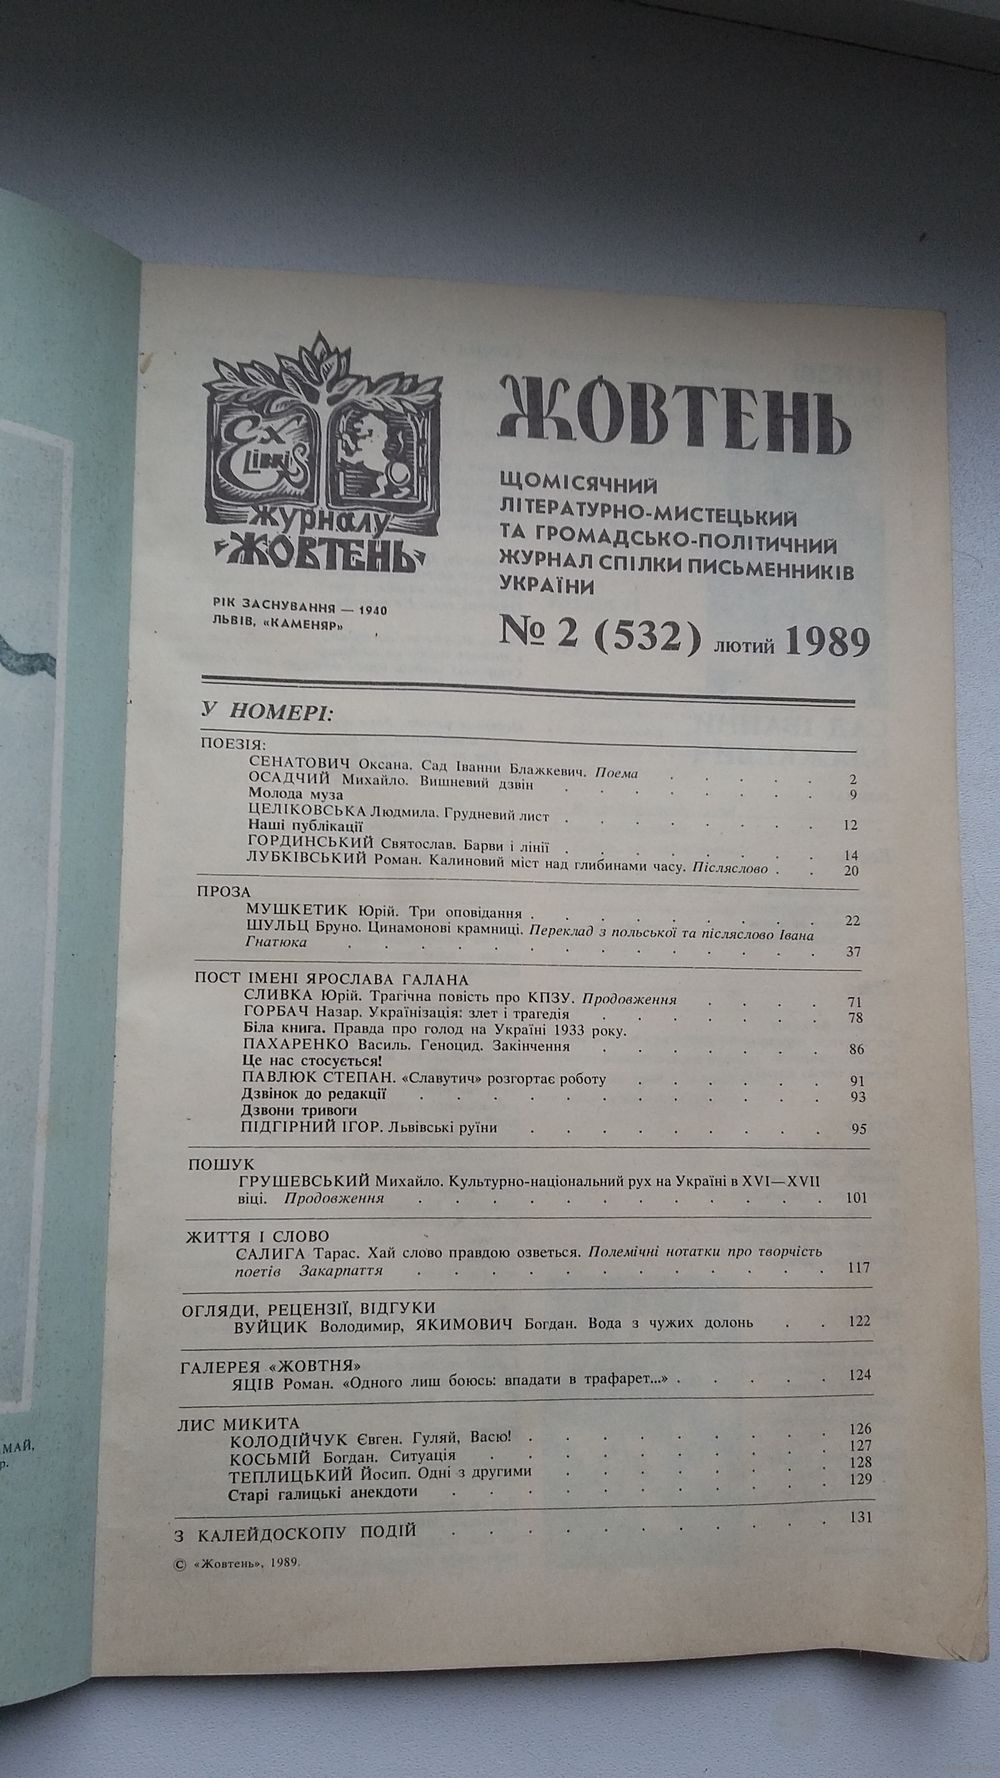 Ex
Libris
журналу
«ЖОВТЕНЬ»
РІК ЗАСНУВАННЯ — 1940
ЛЬВІВ, «КАМЕНЯР»
ЖОВТЕНЬ
ЩОМІСЯЧНИЙ
ЛІТЕРАТУРНО-МИСТЕЦЬКИЙ
ТА ГРОМАДСЬКО-ПОЛІТИЧНИЙ
ЖУРНАЛ СПІЛКИ ПИСЬМЕННИКІВ
УКРАЇНИ
№ 2 (532) лютий 1989
У НОМЕРІ:
ПОЕЗІЯ:
СЕНАТОВИЧ Оксана. Сад Іванни Блажкевич. Поема . . . . . 2
ОСАДЧИЙ Михайло. Вишневий дзвін . . . . . . . 9
Молода муза
ЦЕЛІКОВСЬКА Людмила. Грудневий лист . . . . . . . 12
Наші публікації
ГОРДИНСЬКИЙ Святослав. Барви і лінії . . . . . . . 14
ЛУБКІВСЬКИЙ Роман. Калиновий міст над глибинами часу. Післяслово . . 20
ПРОЗА
МУШКЕТИК Юрій. Три оповідання . . . . . . . . 22
ШУЛЬЦ Бруно. Цинамонові крамниці. Переклад з польської та післяслово Івана
Гнатюка . . . . . . . . . . . . . 37
ПОСТ ІМЕНІ ЯРОСЛАВА ГАЛАНА
СЛИВКА Юрій. Трагічна повість про КПЗУ. Продовження . . . . 71
ГОРБАЧ Назар. Українізація: злет і трагедія . . . . . . 78
Біла книга. Правда про голод на Україні 1933 року.
ПАХАРЕНКО Василь. Геноцид. Закінчення . . . . . . 86
Це нас стосується!
ПАВЛЮК СТЕПАН. «Славутич» розгортає роботу . . . . . . 91
Дзвінок до редакції . . . . . . . . . . . 93
Дзвони тривоги
ПІДГІРНИЙ ІГОР. Львівські руїни . . . . . . . . 95
ПОШУК
ГРУШЕВСЬКИЙ Михайло. Культурно-національний рух на Україні в XVI—XVII
віці. Продовження . . . . . . . . . . . . 101
ЖИТТЯ І СЛОВО
САЛИГА Тарас. Хай слово правдою озветься. Полемічні нотатки про творчість
поетів Закарпаття . . . . . . . . . . . . 117
ОГЛЯДИ, РЕЦЕНЗІЇ, ВІДГУКИ
ВУЙЦИК Володимир, ЯКИМОВИЧ Богдан. Вода з чужих долонь . . 122
ГАЛЕРЕЯ «ЖОВТНЯ»
ЯЦІВ Роман. «Одного лиш боюсь: впадати в трафарет...» . . . . . 124
ЛИС МИКИТА
КОЛОДІЙЧУК Євген. Гуляй, Васю! . . . . . . . . . 126
КОСЬМІЙ Богдан. Ситуація . . . . . . . . . . 127
ТЕПЛИЦЬКИЙ Йосип. Одні з другими . . . . . . . . 128
Старі галицькі анекдоти . . . . . . . . . . . 129
З КАЛЕЙДОСКОПУ ПОДІЙ . . . . . . . . . . . 131
© «Жовтень», 1989.
МАЙ,
р.